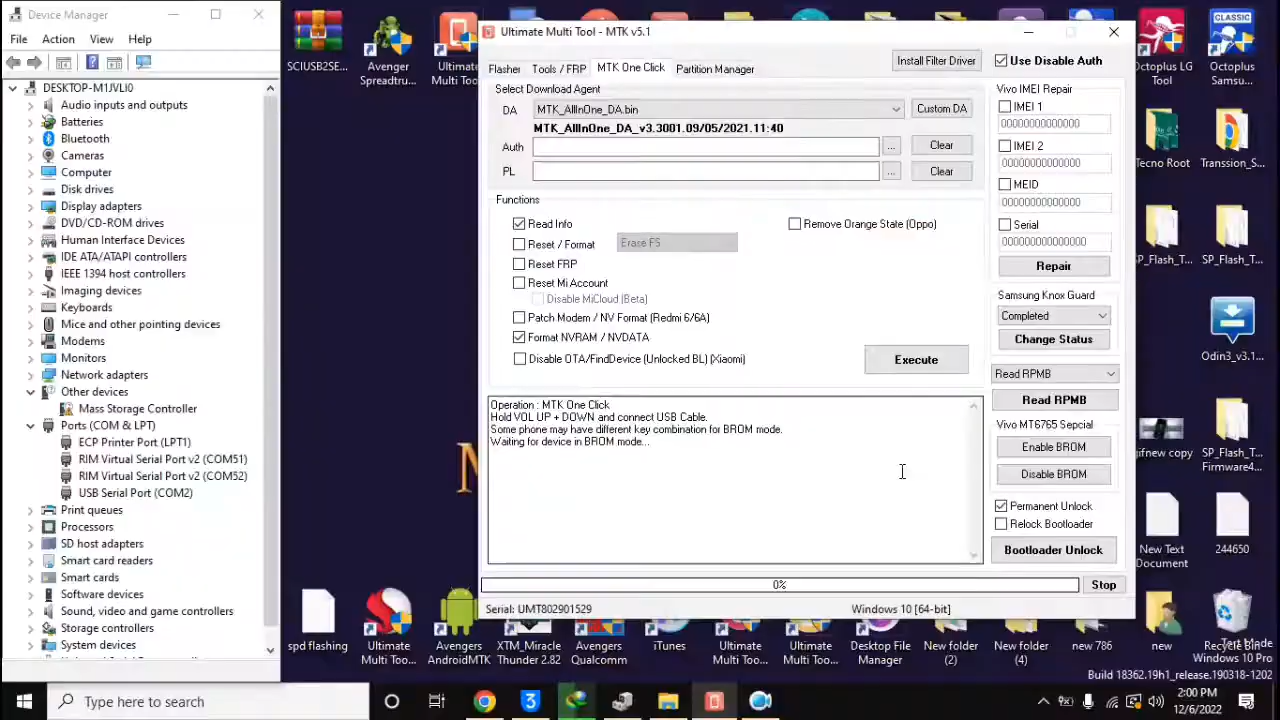 Device Manager
File Action View Help
DESKTOP-M1JVLI0
Audio inputs and outputs
Batteries
Bluetooth
Cameras
Computer
Disk drives
Display adapters
DVD/CD-ROM drives
Human Interface Devices
IDE ATA/ATAPI controllers
IEEE 1394 host controllers
Imaging devices
Keyboards
Mice and other pointing devices
Modems
Monitors
Network adapters
Other devices
Mass Storage Controller
Ports (COM & LPT)
ECP Printer Port (LPT1)
RIM Virtual Serial Port v2 (COM51)
RIM Virtual Serial Port v2 (COM52)
USB Serial Port (COM2)
Print queues
Processors
SD host adapters
Smart card readers
Smart cards
Software devices
Sound, video and game controllers
Storage controllers
System devices
SCIUSB2SE...
Avenger
Spreadtru...
Ultimate
Multi Too...
M
Ultimate Multi Tool - MTK v5.1
Flasher Tools / FRP MTK One Click Partition Manager
Install Filter Driver
Use Disable Auth
Select Download Agent
DA MTK_AllInOne_DA.bin Custom DA
MTK_AllInOne_DA_v3.3001.09/05/2021.11:40
Auth ... Clear
PL ... Clear
Functions
Read Info
Remove Orange State (Oppo)
Reset / Format Erase FS
Reset FRP
Reset Mi Account
Disable MiCloud (Beta)
Patch Modem / NV Format (Redmi 6/6A)
Format NVRAM / NVDATA
Disable OTA/FindDevice (Unlocked BL) (Xiaomi)
Execute
Operation : MTK One Click
Hold VOL UP + DOWN and connect USB Cable.
Some phone may have different key combination for BROM mode.
Waiting for device in BROM mode...
0%
Stop
Serial: UMT802901529
Windows 10 [64-bit]
Vivo IMEI Repair
IMEI 1
00000000000000
IMEI 2
00000000000000
MEID
00000000000000
Serial
00000000000000
Repair
Samsung Knox Guard
Completed
Change Status
Read RPMB
Read RPMB
Vivo MT6765 Sepcial
Enable BROM
Disable BROM
Permanent Unlock
Relock Bootloader
Bootloader Unlock
CLASSIC
Octoplus LG
Tool
Octoplus
Samsu...
Tecno Root
Transsion_S...
SP_Flash_T...
SP_Flash_T...
Odin3_v3.1...
gifnew copy
SP_Flash_T...
Firmware4...
New Text
Document
244650
spd flashing
Ultimate
Multi Too...
Avengers
AndroidMTK
XTM_Miracle
Thunder 2.82
Avengers
Qualcomm
iTunes
Ultimate
Multi Too...
Ultimate
Multi Too...
Desktop File
Manager
New folder
(2)
New folder
(4)
new 786
new
Recycle Bin
Test Mode
Windows 10 Pro
Build 18362.19h1_release.190318-1202
Type here to search
3
2:00 PM
12/6/2022